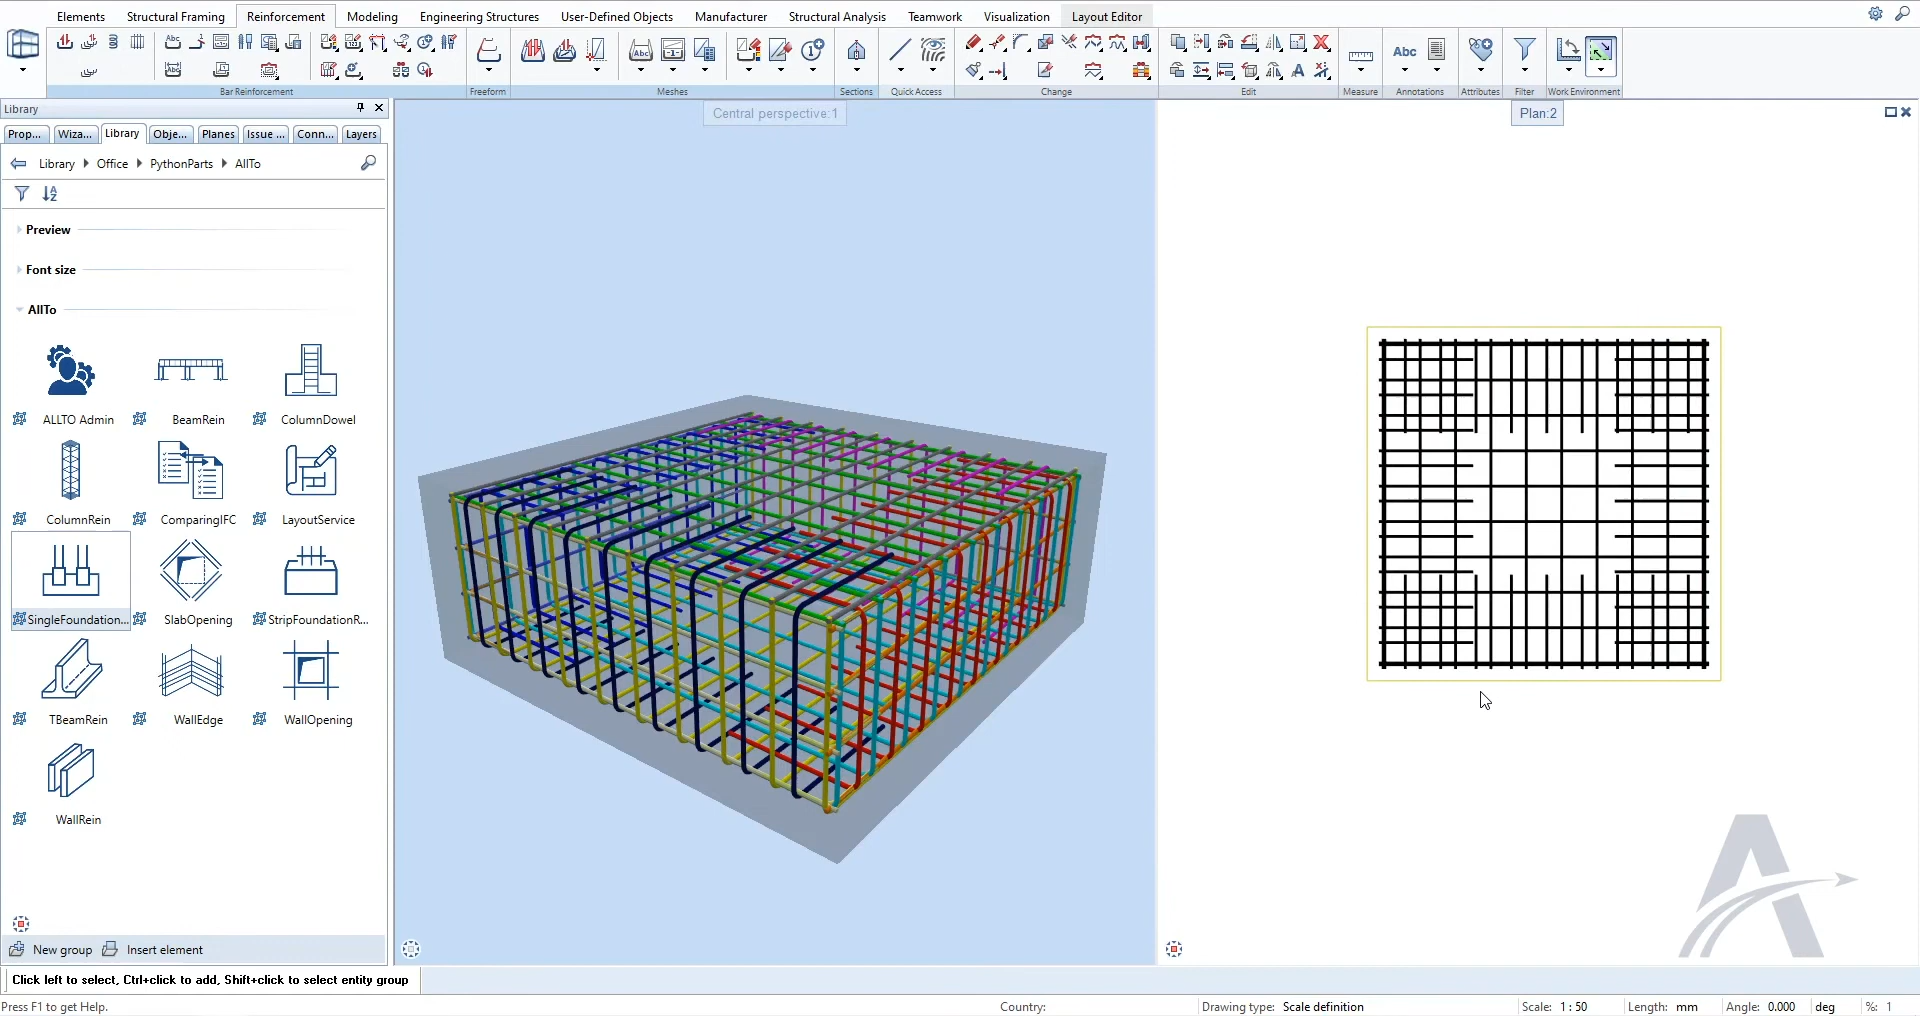 Elements Structural Framing Reinforcement Modeling Engineering Structures User-Defined Objects Manufacturer Structural Analysis Teamwork Visualization Layout Editor
Abc
Bar Reinforcement Freeform Meshes Sections Quick Access Change Edit Measure Annotations Attributes Filter Work Environment
Library
Prop... Wiza... Library Obje... Planes Issue ... Conn... Layers
Library Office PythonParts AllTo
Preview
Font size
AllTo
ALLTO Admin BeamRein ColumnDowel
ColumnRein ComparingIFC LayoutService
SingleFoundation... SlabOpening StripFoundationR...
TBeamRein WallEdge WallOpening
WallRein
New group Insert element
Central perspective:1
Plan:2
Click left to select, Ctrl+click to add, Shift+click to select entity group
Press F1 to get Help. Country: Drawing type: Scale definition Scale: 1 : 50 Length: mm Angle: 0.000 deg %: 1